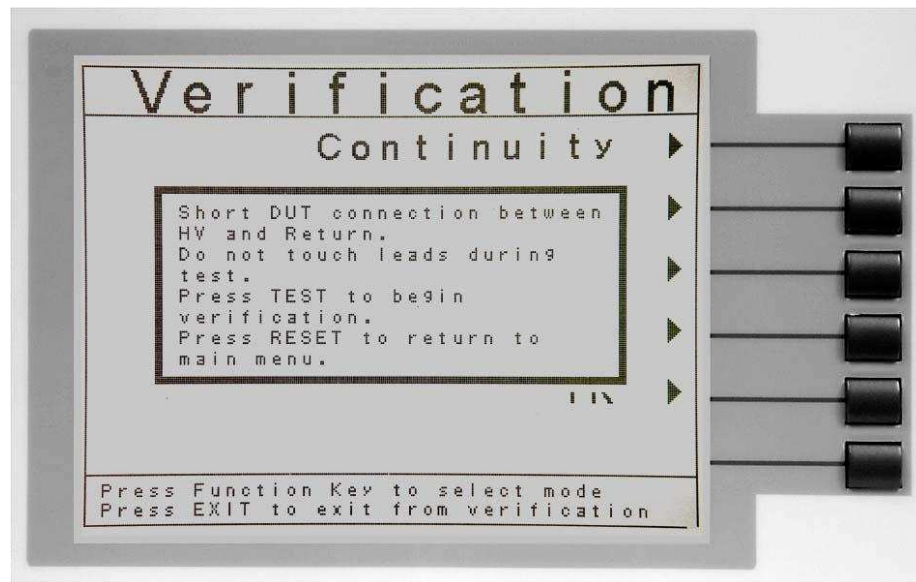 Verification
Continuity
Short DUT connection between
HV and Return.
Do not touch leads during
test.
Press TEST to begin
verification.
Press RESET to return to
main menu.
Press Function Key to select mode
Press EXIT to exit from verification